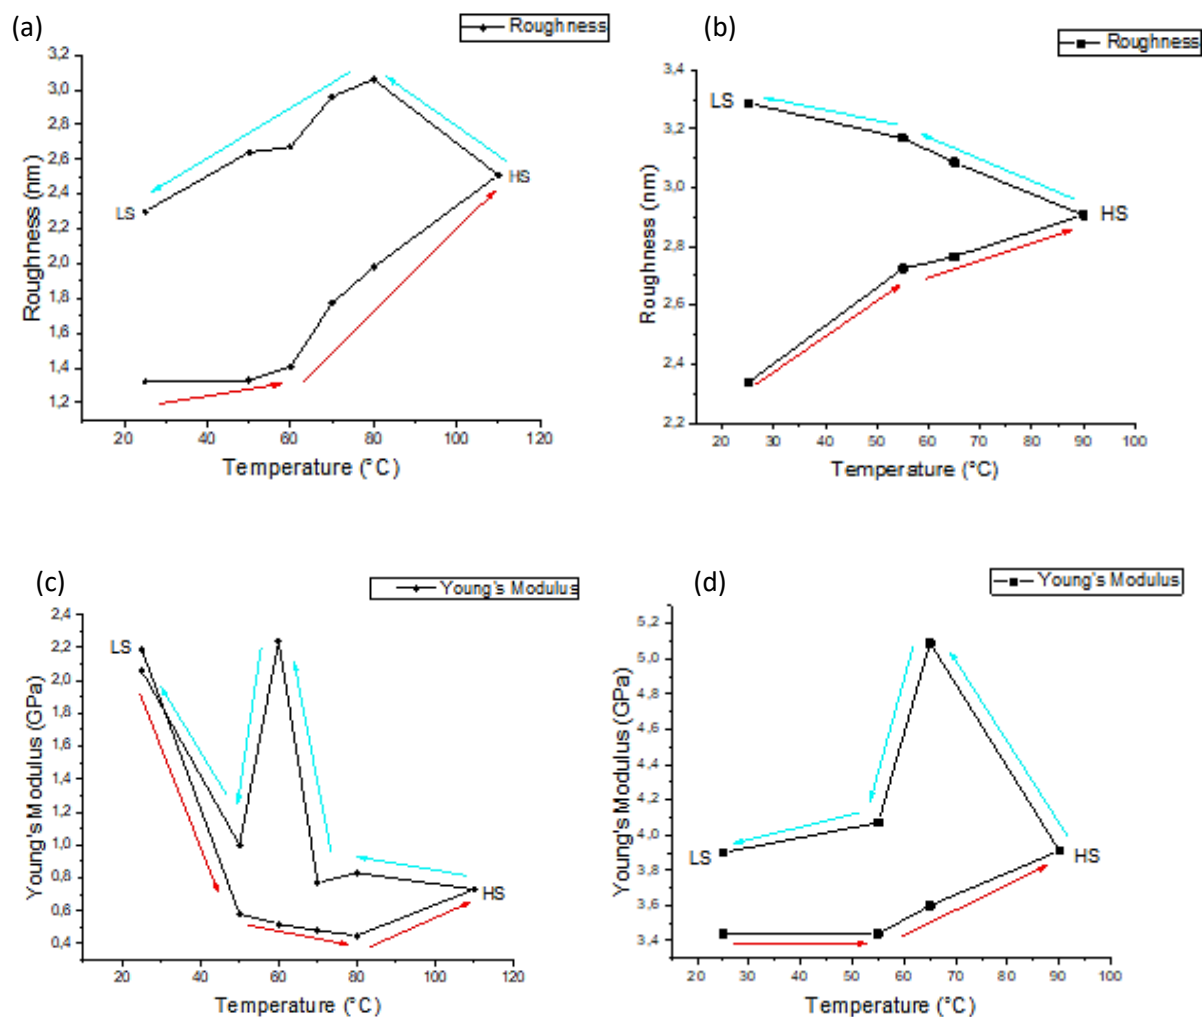 (a)
Roughness
3,2
3,0
2,8
2,6
2,4
2,2
2,0
1,8
1,6
1,4
1,2
Roughness (nm)
LS
HS
20
40
60
80
100
120
Temperature (°C)
(b)
Roughness
3,4
3,2
3,0
2,8
2,6
2,4
2,2
Roughness (nm)
LS
HS
20
30
40
50
60
70
80
90
100
Temperature (°C)
(c)
Young's Modulus
2,4
2,2
2,0
1,8
1,6
1,4
1,2
1,0
0,8
0,6
0,4
Young's Modulus (GPa)
LS
HS
20
40
60
80
100
120
Temperature (°C)
(d)
Young's Modulus
5,2
5,0
4,8
4,6
4,4
4,2
4,0
3,8
3,6
3,4
Young's Modulus (GPa)
LS
HS
20
30
40
50
60
70
80
90
100
Temperature (°C)